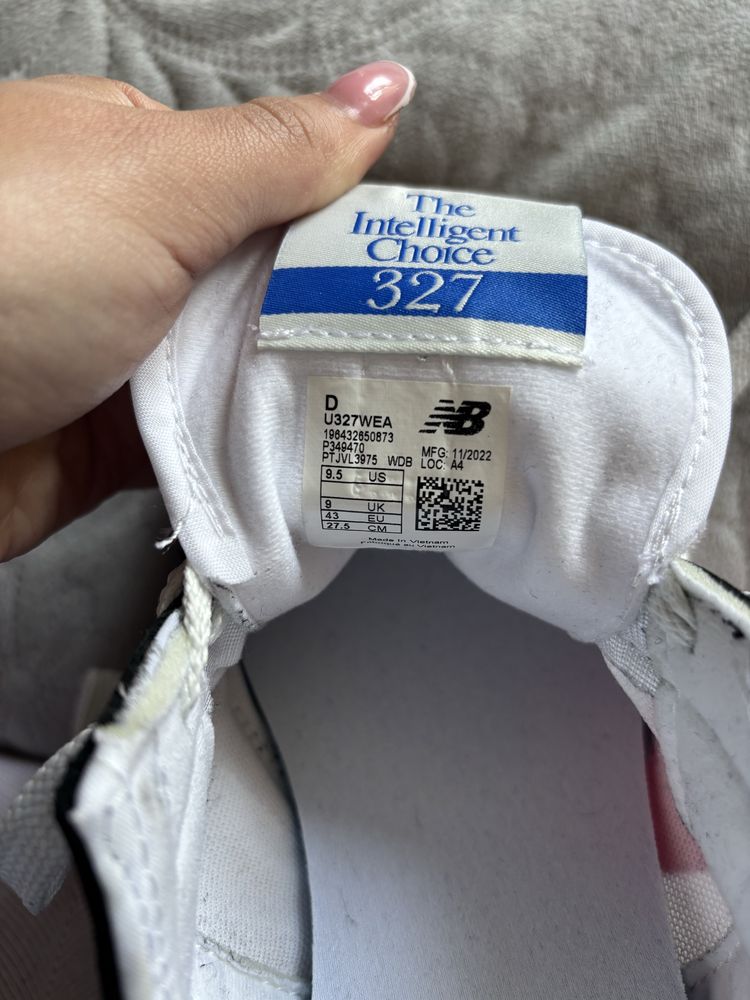 The
Intelligent
Choice
327
D
NB
U327WEA
196432650873
P349470
PTJVL3975 WDB
MFG: 11/2022
LOC: A4
9.5 US
9 UK
43 EU
27.5 CM
Made in Vietnam
Fabriqué au Vietnam